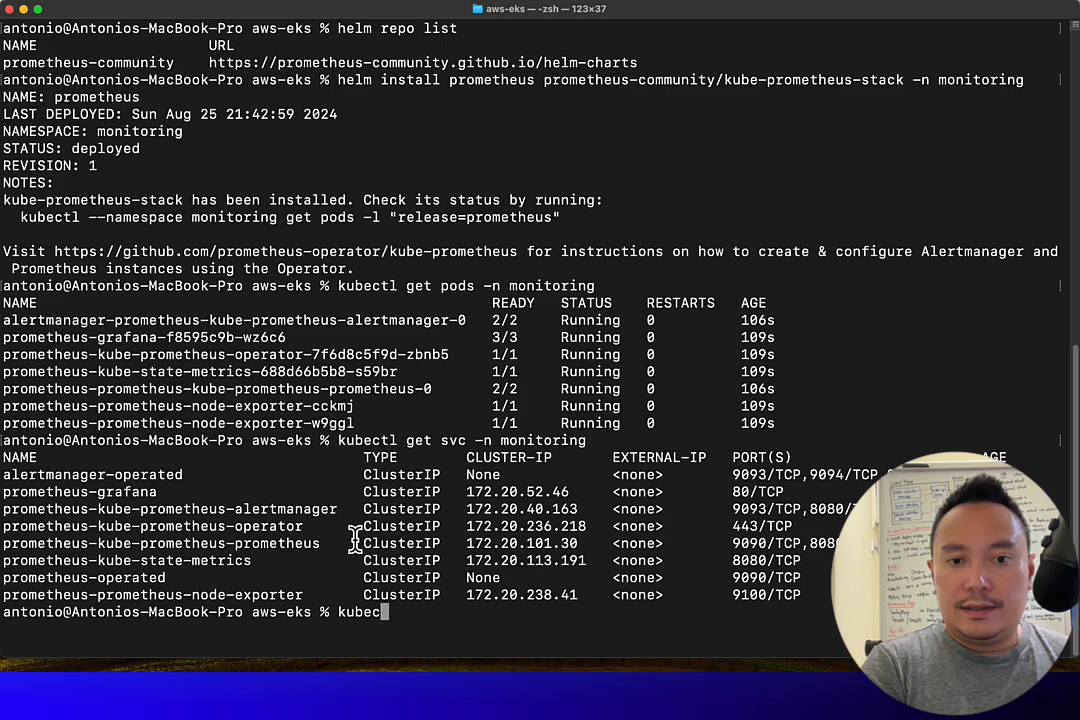 aws-eks — -zsh — 123×37
[antonio@Antonios-MacBook-Pro aws-eks % helm repo list ]
NAME URL
prometheus-community https://prometheus-community.github.io/helm-charts
[antonio@Antonios-MacBook-Pro aws-eks % helm install prometheus prometheus-community/kube-prometheus-stack -n monitoring ]
NAME: prometheus
LAST DEPLOYED: Sun Aug 25 21:42:59 2024
NAMESPACE: monitoring
STATUS: deployed
REVISION: 1
NOTES:
kube-prometheus-stack has been installed. Check its status by running:
kubectl --namespace monitoring get pods -l "release=prometheus"
Visit https://github.com/prometheus-operator/kube-prometheus for instructions on how to create & configure Alertmanager and
Prometheus instances using the Operator.
[antonio@Antonios-MacBook-Pro aws-eks % kubectl get pods -n monitoring ]
NAME READY STATUS RESTARTS AGE
alertmanager-prometheus-kube-prometheus-alertmanager-0 2/2 Running 0 106s
prometheus-grafana-f8595c9b-wz6c6 3/3 Running 0 109s
prometheus-kube-prometheus-operator-7f6d8c5f9d-zbnb5 1/1 Running 0 109s
prometheus-kube-state-metrics-688d66b5b8-s59br 1/1 Running 0 109s
prometheus-prometheus-kube-prometheus-prometheus-0 2/2 Running 0 106s
prometheus-prometheus-node-exporter-cckmj 1/1 Running 0 109s
prometheus-prometheus-node-exporter-w9ggl 1/1 Running 0 109s
[antonio@Antonios-MacBook-Pro aws-eks % kubectl get svc -n monitoring ]
NAME TYPE CLUSTER-IP EXTERNAL-IP PORT(S) AGE
alertmanager-operated ClusterIP None <none> 9093/TCP,9094/TCP
prometheus-grafana ClusterIP 172.20.52.46 <none> 80/TCP
prometheus-kube-prometheus-alertmanager ClusterIP 172.20.40.163 <none> 9093/TCP,8080/
prometheus-kube-prometheus-operator ClusterIP 172.20.236.218 <none> 443/TCP
prometheus-kube-prometheus-prometheus ClusterIP 172.20.101.30 <none> 9090/TCP,808
prometheus-kube-state-metrics ClusterIP 172.20.113.191 <none> 8080/TCP
prometheus-operated ClusterIP None <none> 9090/TCP
prometheus-prometheus-node-exporter ClusterIP 172.20.238.41 <none> 9100/TCP
antonio@Antonios-MacBook-Pro aws-eks % kubec